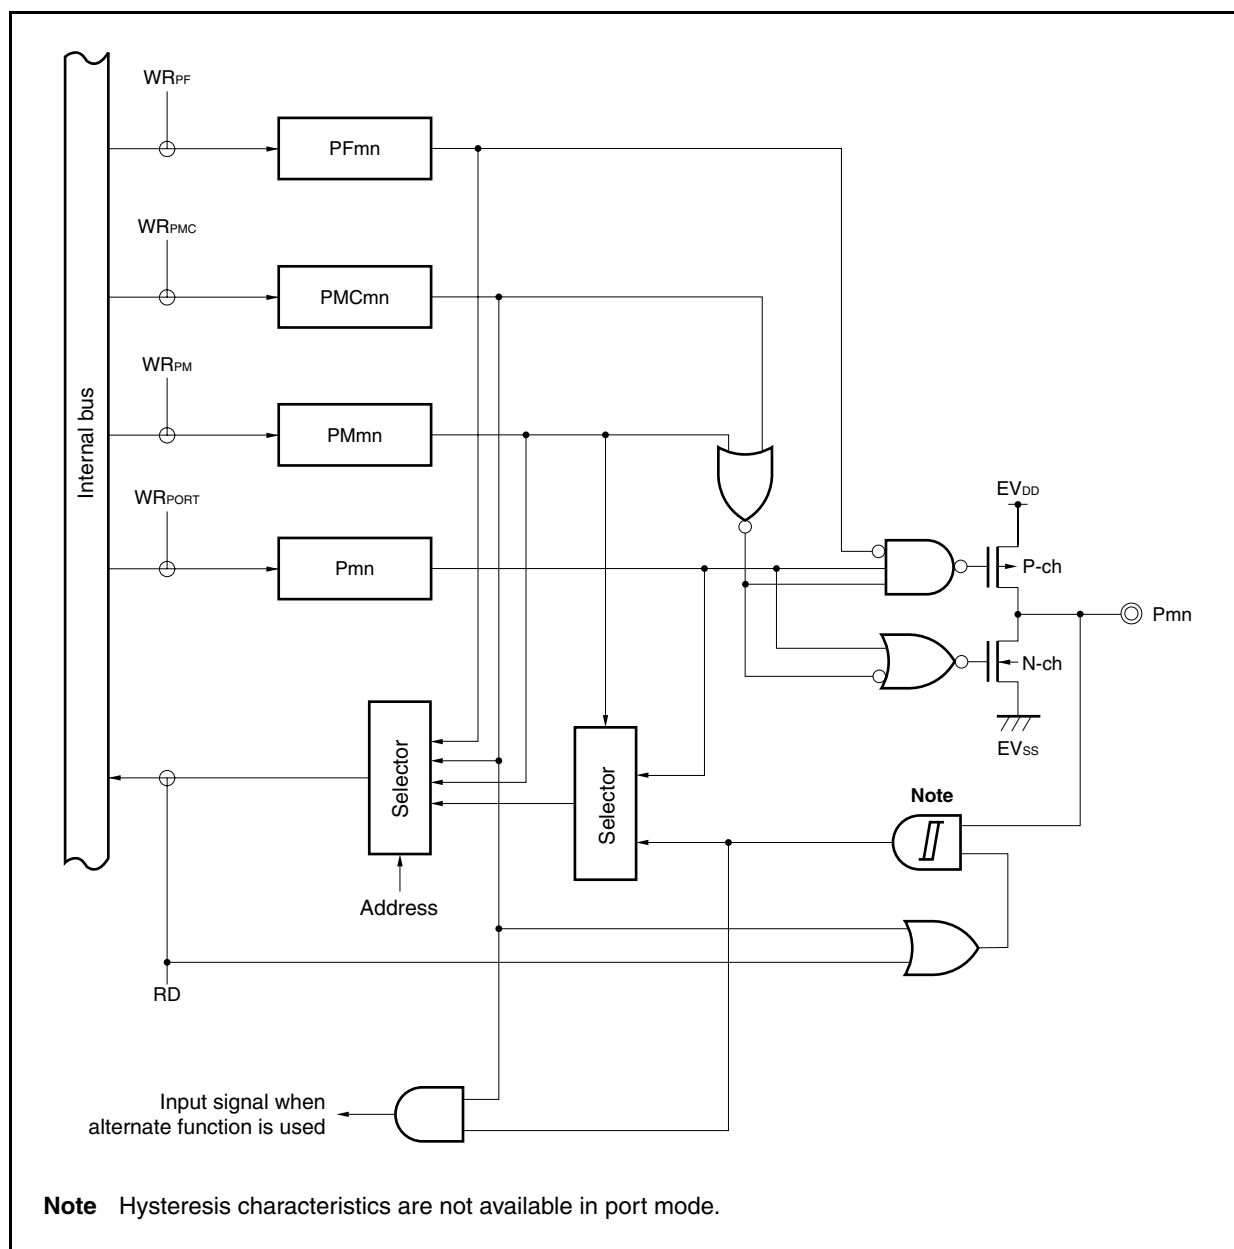 WRPF
PFmn
WRPMC
PMCmn
WRPM
PMmn
Internal bus
WRPORT
Pmn
EVDD
P-ch
Pmn
N-ch
EVSS
Selector
Selector
Note
Address
RD
Input signal when
alternate function is used
Note Hysteresis characteristics are not available in port mode.